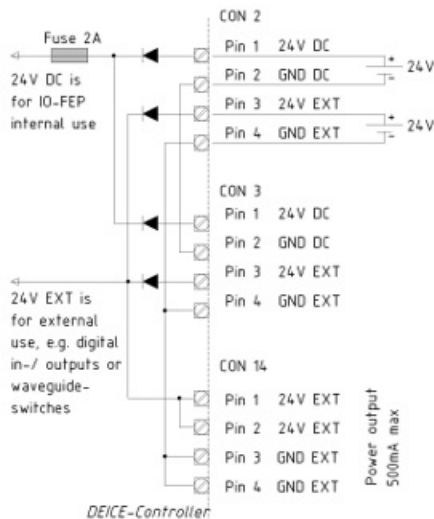 CON 2
Fuse 2A
Pin 1 24V DC
Pin 2 GND DC
Pin 3 24V EXT
Pin 4 GND EXT
+
-
24V
+
-
24V
24V DC is
for IO-FEP
internal use
CON 3
Pin 1 24V DC
Pin 2 GND DC
Pin 3 24V EXT
Pin 4 GND EXT
24V EXT is
for external
use, e.g. digital
in-/ outputs or
waveguide-
switches
CON 14
Pin 1 24V EXT
Pin 2 24V EXT
Pin 3 GND EXT
Pin 4 GND EXT
Power output
500mA max
DEICE-Controller